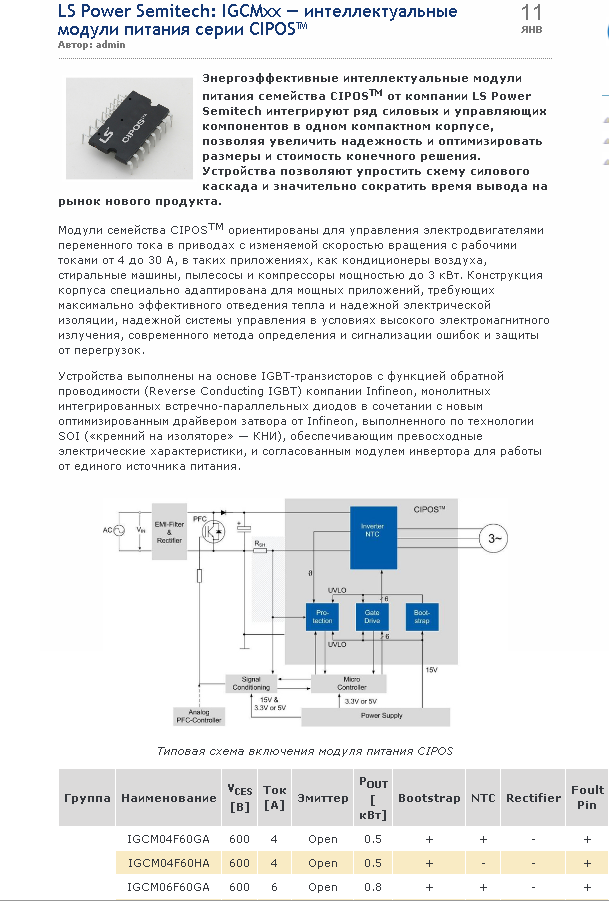 LS Power Semitech: IGCMxx — интеллектуальные
модули питания серии CIPOS™
11
ЯНВ
Автор: admin
LS
CIPOS™
Энергоэффективные интеллектуальные модули
питания семейства CIPOS™ от компании LS Power
Semitech интегрируют ряд силовых и управляющих
компонентов в одном компактном корпусе,
позволяя увеличить надежность и оптимизировать
размеры и стоимость конечного решения.
Устройства позволяют упростить схему силового
каскада и значительно сократить время вывода на
рынок нового продукта.
Модули семейства CIPOS™ ориентированы для управления электродвигателями
переменного тока в приводах с изменяемой скоростью вращения с рабочими
токами от 4 до 30 А, в таких приложениях, как кондиционеры воздуха,
стиральные машины, пылесосы и компрессоры мощностью до 3 кВт. Конструкция
корпуса специально адаптирована для мощных приложений, требующих
максимально эффективного отведения тепла и надежной электрической
изоляции, надежной системы управления в условиях высокого электромагнитного
излучения, современного метода определения и сигнализации ошибок и защиты
от перегрузок.
Устройства выполнены на основе IGBT-транзисторов с функцией обратной
проводимости (Reverse Conducting IGBT) компании Infineon, монолитных
интегрированных встречно-параллельных диодов в сочетании с новым
оптимизированным драйвером затвора от Infineon, выполненного по технологии
SOI («кремний на изоляторе» — КНИ), обеспечивающим превосходные
электрические характеристики, и согласованным модулем инвертора для работы
от единого источника питания.
CIPOS™
AC
VIN
EMI-Filter
&
Rectifier
PFC
+
RSH
Inverter
NTC
3~
θ
UVLO
6
Pro-
tection
Gate
Drive
Boot-
strap
UVLO
6
15V
Signal
Conditioning
Micro
Controller
15V &
3.3V or 5V
3.3V or 5V
Analog
PFC-Controller
Power Supply
Типовая схема включения модуля питания CIPOS
Группа Наименование VCES [В] Ток [А] Эмиттер POUT [ кВт] Bootstrap NTC Rectifier Foult Pin
IGCM04F60GA 600 4 Open 0.5 + + - +
IGCM04F60HA 600 4 Open 0.5 + - - +
IGCM06F60GA 600 6 Open 0.8 + + - +